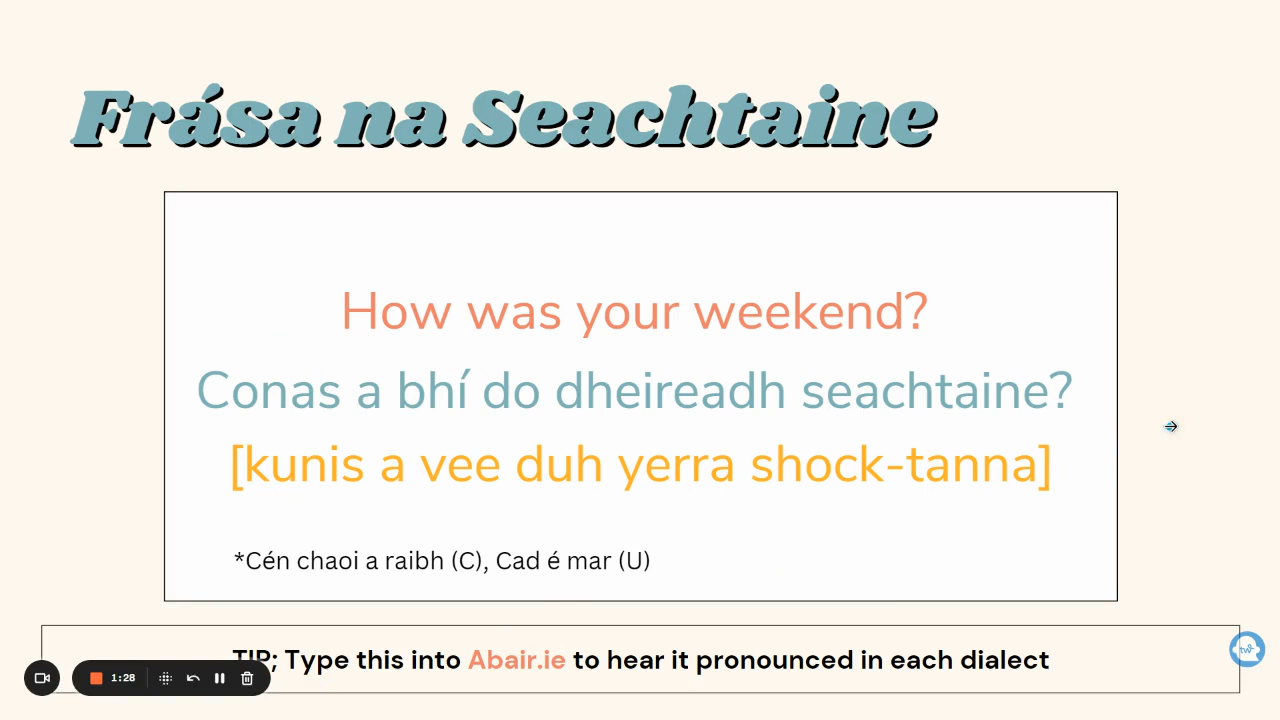 Frása na Seachtaine
How was your weekend?
Conas a bhí do dheireadh seachtaine?
[kunis a vee duh yerra shock-tanna]
*Cén chaoi a raibh (C), Cad é mar (U)
TIP; Type this into Abair.ie to hear it pronounced in each dialect
1:28